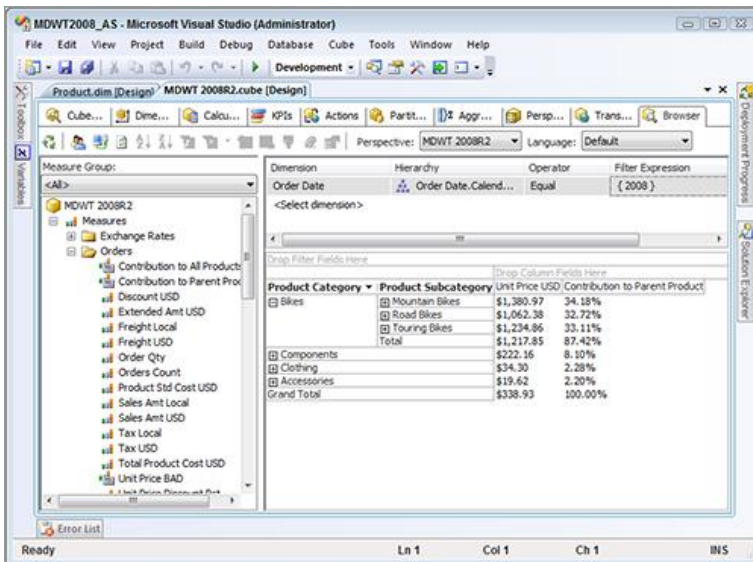 MDWT2008_AS - Microsoft Visual Studio (Administrator)
File Edit View Project Build Debug Database Cube Tools Window Help
Development
Product.dim [Design] MDWT 2008R2.cube [Design]
Toolbox
Variables
Cube... Dime... Calcu... KPIs Actions Partit... Aggr... Persp... Trans... Browser
Perspective: MDWT 2008R2 Language: Default
Measure Group:
<All>
MDWT 2008R2
Measures
Exchange Rates
Orders
Contribution to All Products
Contribution to Parent Proc
Discount USD
Extended Amt USD
Freight Local
Freight USD
Order Qty
Orders Count
Product Std Cost USD
Sales Amt Local
Sales Amt USD
Tax Local
Tax USD
Total Product Cost USD
Unit Price BAD
Unit Price Discount Pct
Dimension Hierarchy Operator Filter Expression
Order Date Order Date.Calend... Equal { 2008 }
<Select dimension>
Drop Filter Fields Here
Drop Column Fields Here
Product Category Product Subcategory Unit Price USD Contribution to Parent Product
Bikes Mountain Bikes $1,380.97 34.18%
Road Bikes $1,062.38 32.72%
Touring Bikes $1,234.86 33.11%
Total $1,217.85 87.42%
Components $222.16 8.10%
Clothing $34.30 2.28%
Accessories $19.62 2.20%
Grand Total $338.93 100.00%
Deployment Progress
Solution Explorer
Error List
Ready Ln 1 Col 1 Ch 1 INS